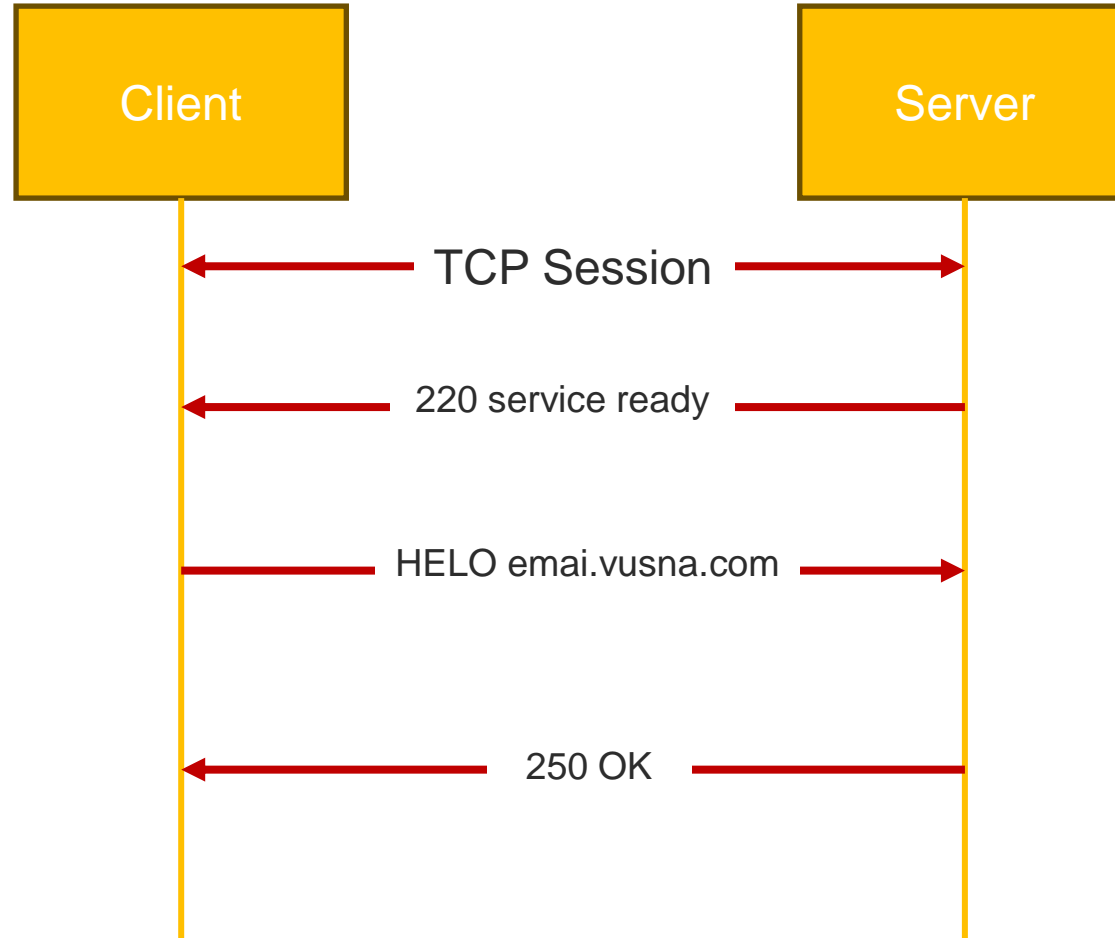 Client
Server
TCP Session
220 service ready
HELO emai.vusna.com
250 OK